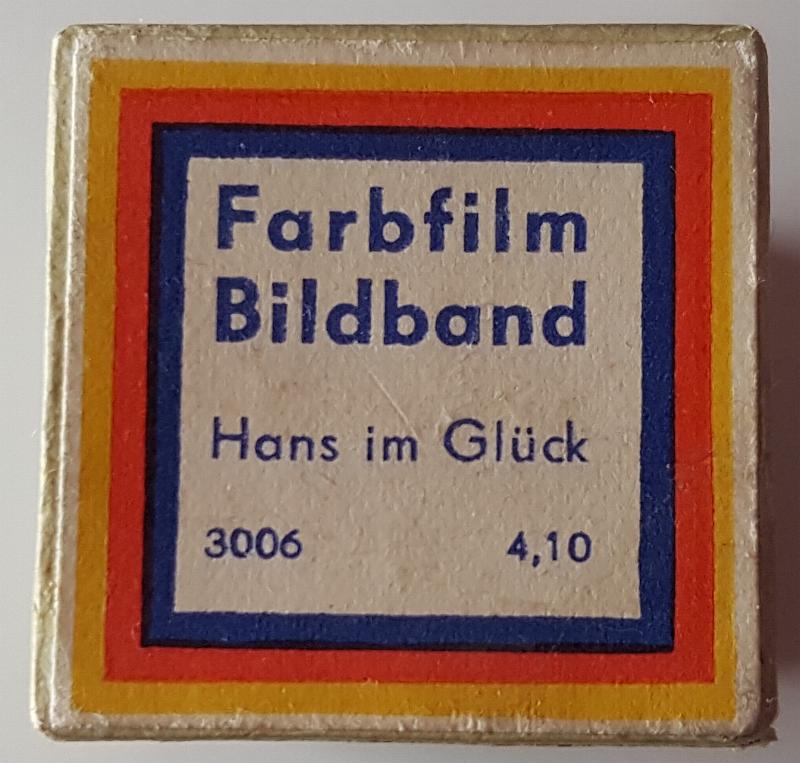 Farbfilm
Bildband
Hans im Glück
3006 4,10